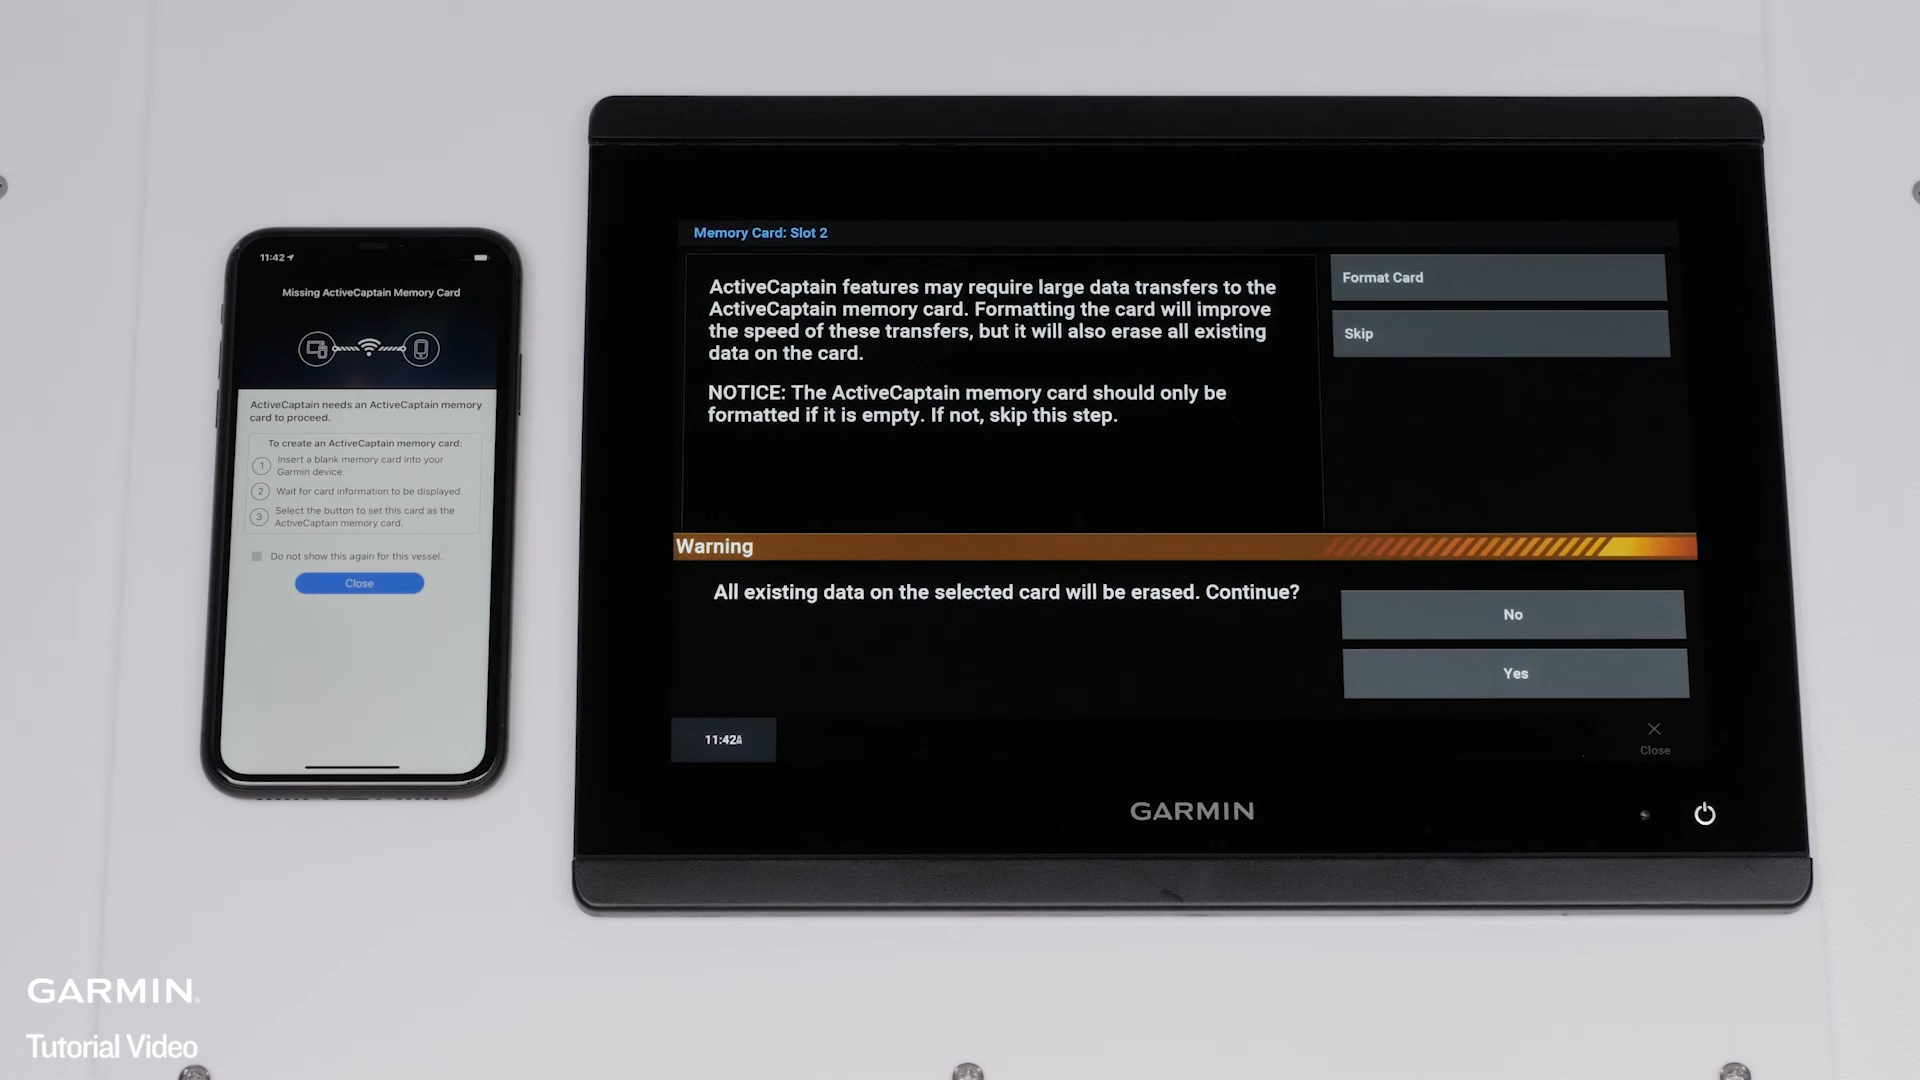 11:42
Missing ActiveCaptain Memory Card
ActiveCaptain needs an ActiveCaptain memory
card to proceed.
To create an ActiveCaptain memory card:
1 Insert a blank memory card into your
Garmin device.
2 Wait for card information to be displayed.
3 Select the button to set this card as the
ActiveCaptain memory card.
Do not show this again for this vessel.
Close
Memory Card: Slot 2
ActiveCaptain features may require large data transfers to the
ActiveCaptain memory card. Formatting the card will improve
the speed of these transfers, but it will also erase all existing
data on the card.
NOTICE: The ActiveCaptain memory card should only be
formatted if it is empty. If not, skip this step.
Format Card
Skip
Warning
All existing data on the selected card will be erased. Continue?
No
Yes
11:42A
Close
GARMIN
GARMIN.
Tutorial Video